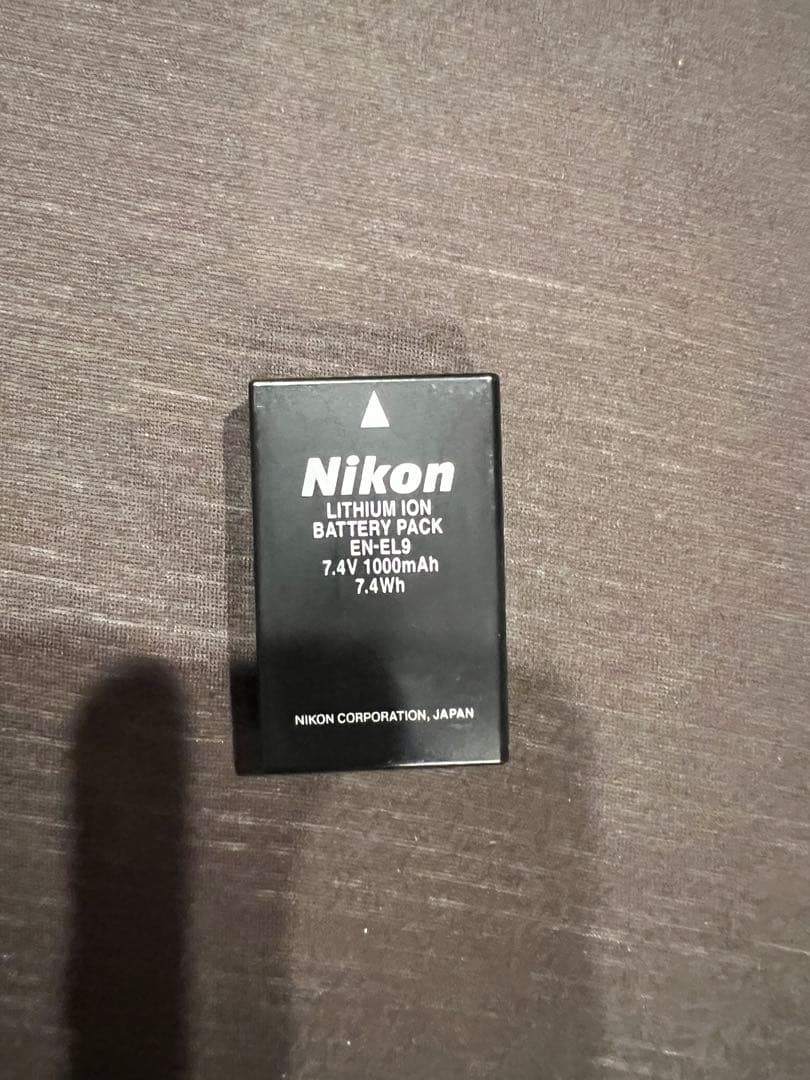 Nikon
LITHIUM ION
BATTERY PACK
EN-EL9
7.4V 1000mAh
7.4Wh
NIKON CORPORATION, JAPAN